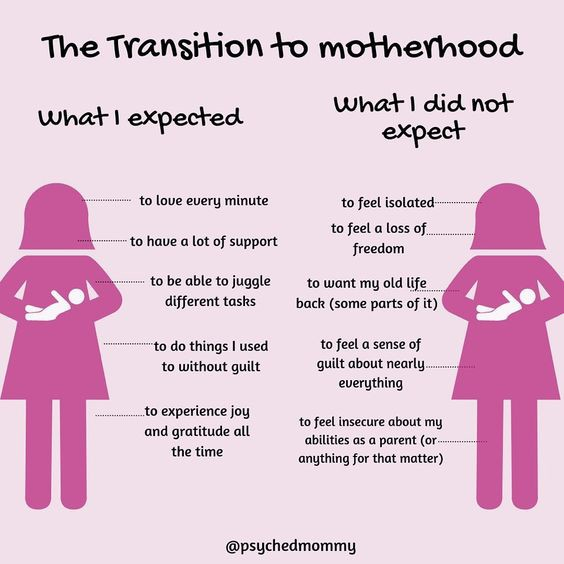 The Transition to motherhood
What I expected
to love every minute
to have a lot of support
to be able to juggle
different tasks
to do things I used
to without guilt
to experience joy
and gratitude all
the time
What I did not
expect
to feel isolated
to feel a loss of
freedom
to want my old life
back (some parts of it)
to feel a sense of
guilt about nearly
everything
to feel insecure about my
abilities as a parent (or
anything for that matter)
@psychedmommy